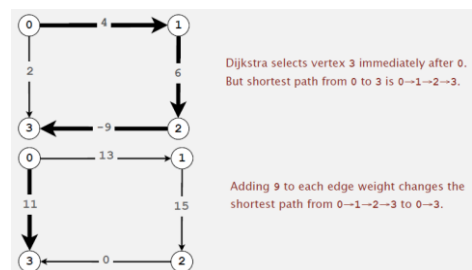 0 4 1
2 6
Dijkstra selects vertex 3 immediately after 0.
But shortest path from 0 to 3 is 0→1→2→3.
3 -9 2
0 13 1
11 15
Adding 9 to each edge weight changes the
shortest path from 0→1→2→3 to 0→3.
3 0 2